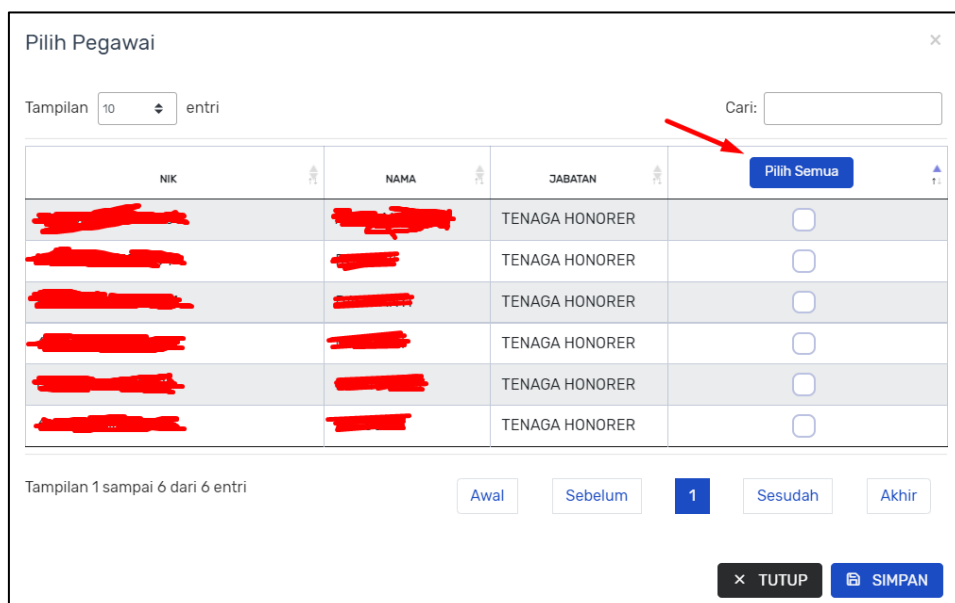 Pilih Pegawai ×
Tampilan 10 entri Cari:
NIK NAMA JABATAN Pilih Semua
TENAGA HONORER
TENAGA HONORER
TENAGA HONORER
TENAGA HONORER
TENAGA HONORER
TENAGA HONORER
Tampilan 1 sampai 6 dari 6 entri Awal Sebelum 1 Sesudah Akhir
× TUTUP SIMPAN